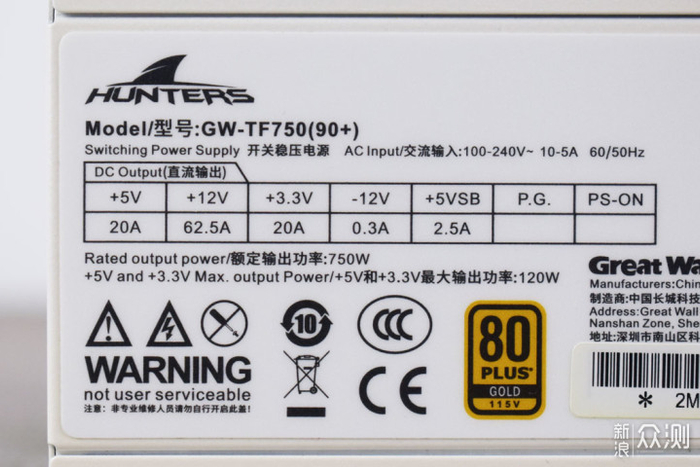 HUNTERS
Model/型号:GW-TF750(90+)
Switching Power Supply 开关稳压电源 AC Input/交流输入:100-240V~ 10-5A 60/50Hz
DC Output(直流输出)
+5V +12V +3.3V -12V +5VSB P.G. PS-ON
20A 62.5A 20A 0.3A 2.5A
Rated output power/额定输出功率:750W
+5V and +3.3V Max. output Power/+5V和+3.3V最大输出功率:120W
Great Wa
Manufacturers:Chin
制造商:中国长城科技
Address:Great Wall
Nanshan Zone, She
地址:深圳市南山区科
10
CCC
80
PLUS
GOLD
115V
WARNING
not user serviceable
注意:非专业维修人员请勿自行开启此盖!
CE
* 2M
新浪众测